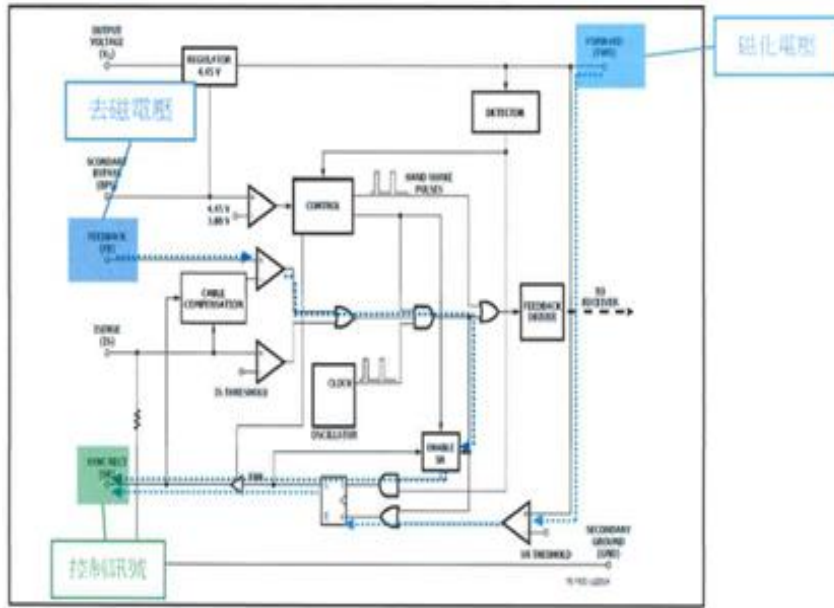 OUTPUT
VOLTAGE
(V₀)
REGULATOR
4.45 V
FORWARD
(FWD)
磁化電壓
去磁電壓
DETECTOR
SECONDARY
BYPASS
(BPS)
4.45 V
3.80 V
CONTROL
HAND SHAKE
PULSES
FEEDBACK
(FB)
CABLE
COMPENSATION
FEEDBACK
DRIVER
TO
RECEIVER
ISENSE
(IS)
IS THRESHOLD
CLOCK
OSCILLATOR
ENABLE
SR
SYNC RECT
(SR)
SR THRESHOLD
SECONDARY
GROUND
(GND)
控制訊號